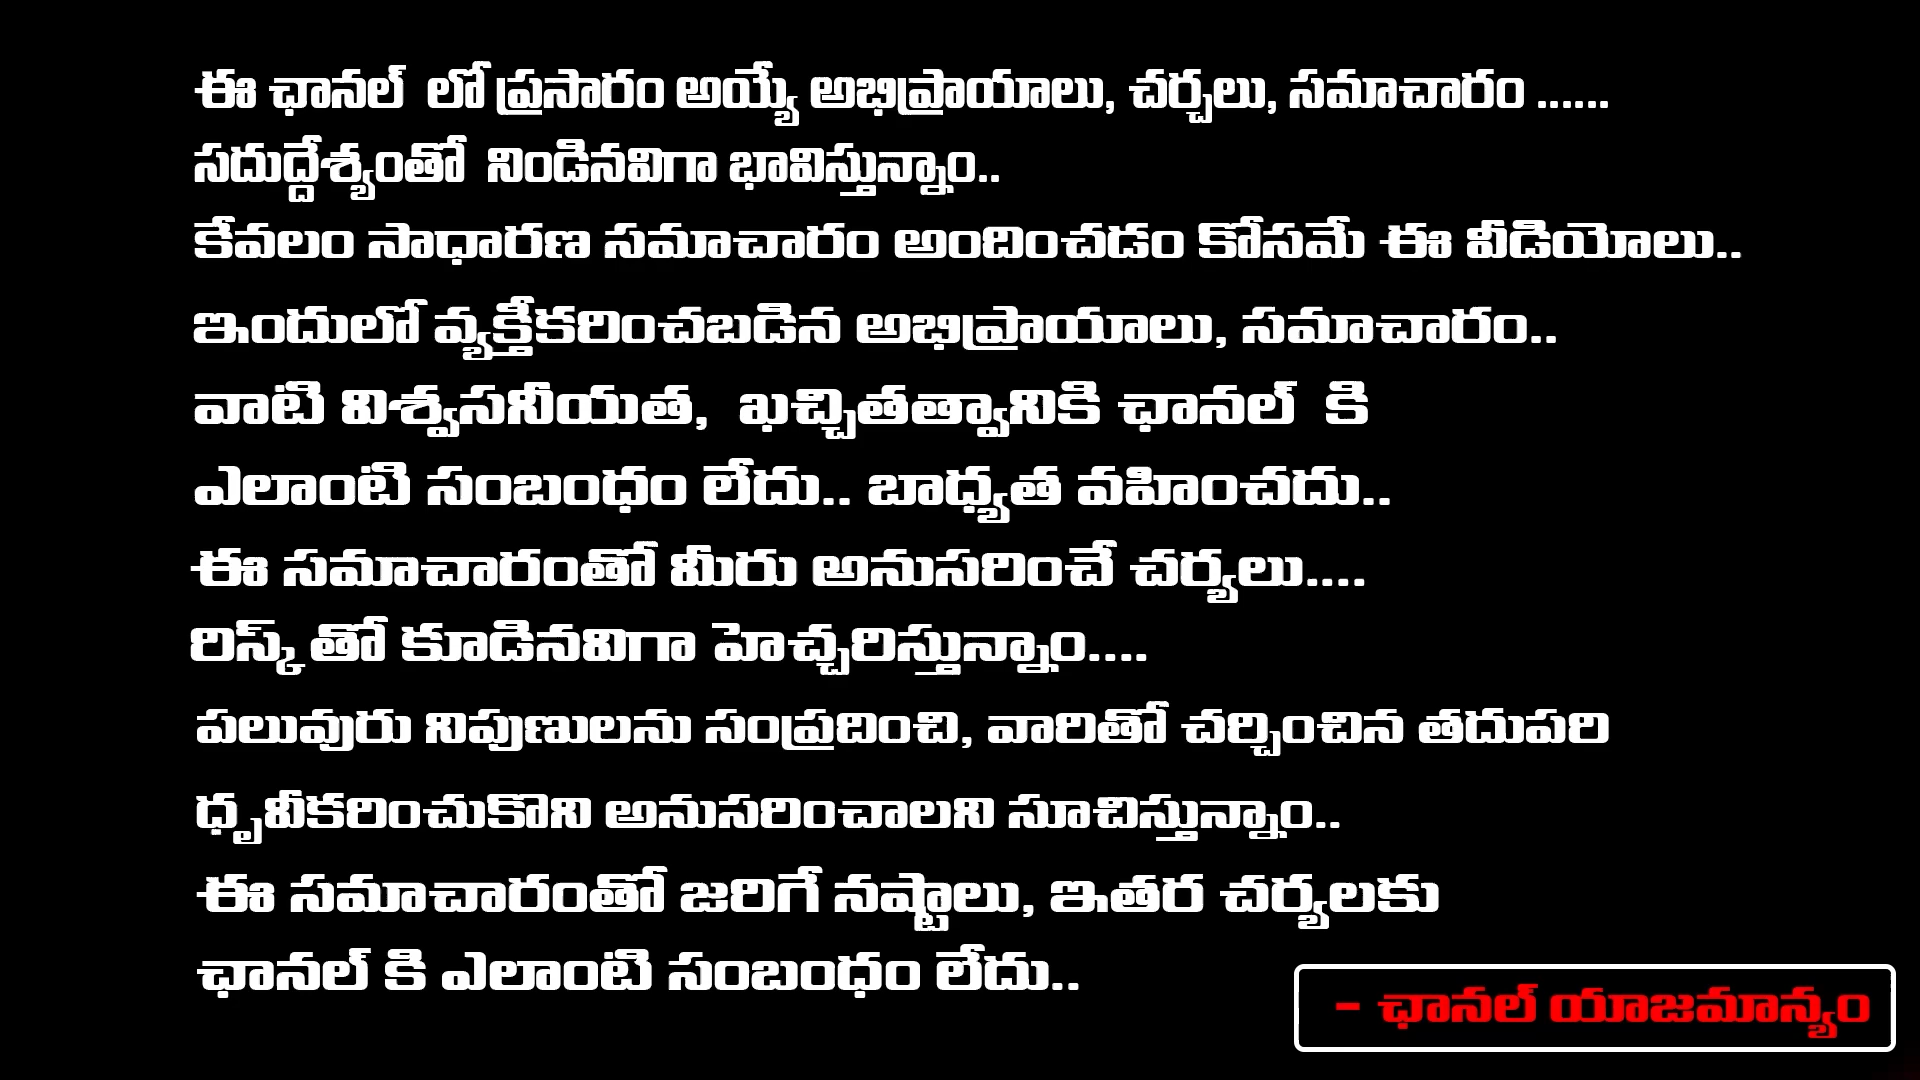 ఈ ఛానల్ లో ప్రసారం అయ్యే అభిప్రాయాలు, చర్చలు, సమాచారం ......
సదుద్దేశ్యంతో నిండినవిగా భావిస్తున్నాం..
కేవలం సాధారణ సమాచారం అందించడం కోసమే ఈ వీడియోలు..
ఇందులో వ్యక్తీకరించబడిన అభిప్రాయాలు, సమాచారం..
వాటి విశ్వసనీయత, ఖచ్చితత్వానికి ఛానల్ కి
ఎలాంటి సంబంధం లేదు.. బాధ్యత వహించదు..
ఈ సమాచారంతో మీరు అనుసరించే చర్యలు....
రిస్క్ తో కూడినవిగా హెచ్చరిస్తున్నాం....
పలువురు నిపుణులను సంప్రదించి, వారితో చర్చించిన తదుపరి
ధృవీకరించుకొని అనుసరించాలని సూచిస్తున్నాం..
ఈ సమాచారంతో జరిగే నష్టాలు, ఇతర చర్యలకు
ఛానల్ కి ఎలాంటి సంబంధం లేదు..
- ఛానల్ యాజమాన్యం